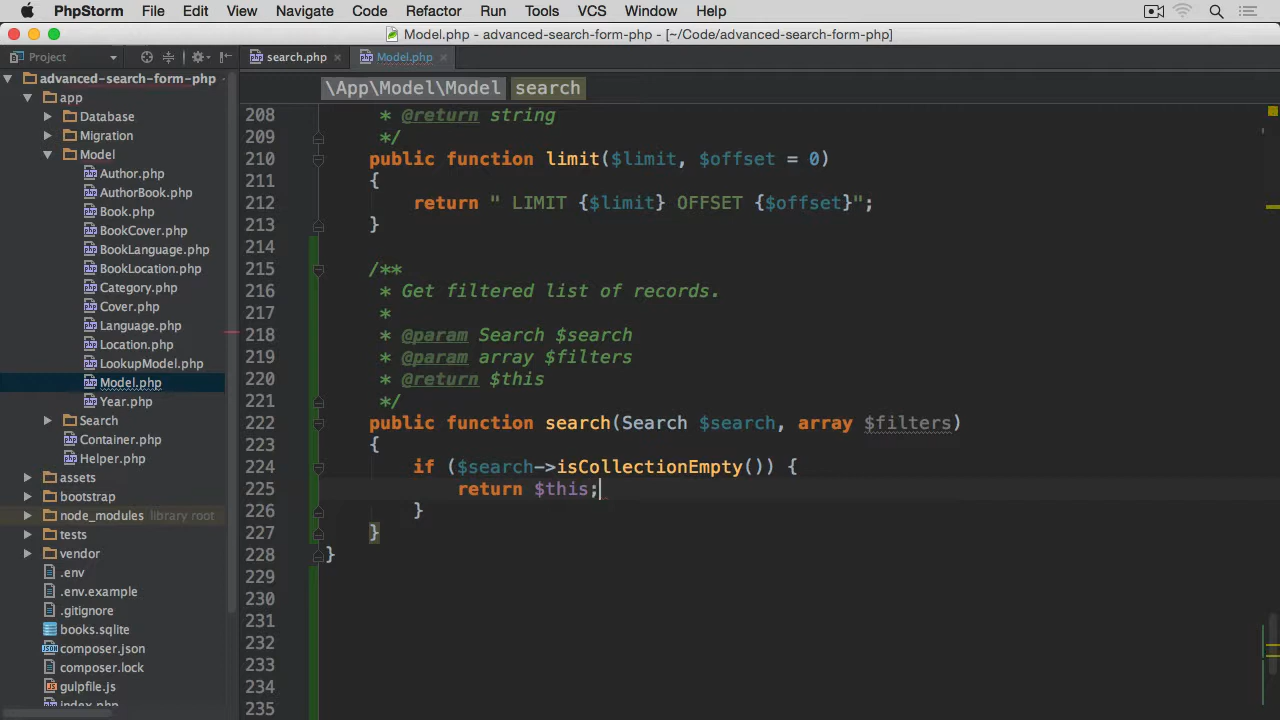 PhpStorm File Edit View Navigate Code Refactor Run Tools VCS Window Help
Model.php - advanced-search-form-php - [~/Code/advanced-search-form-php]
Project search.php Model.php
advanced-search-form-php
\App\Model\Model search
app
Database
Migration
Model
Author.php
AuthorBook.php
Book.php
BookCover.php
BookLanguage.php
BookLocation.php
Category.php
Cover.php
Language.php
Location.php
LookupModel.php
Model.php
Year.php
Search
Container.php
Helper.php
assets
bootstrap
node_modules library root
tests
vendor
.env
.env.example
.gitignore
books.sqlite
composer.json
composer.lock
gulpfile.js
index.php
208 * @return string
209 */
210 public function limit($limit, $offset = 0)
211 {
212 return " LIMIT {$limit} OFFSET {$offset}";
213 }
214
215 /**
216 * Get filtered list of records.
217 *
218 * @param Search $search
219 * @param array $filters
220 * @return $this
221 */
222 public function search(Search $search, array $filters)
223 {
224 if ($search->isCollectionEmpty()) {
225 return $this;
226 }
227 }
228 }
229
230
231
232
233
234
235